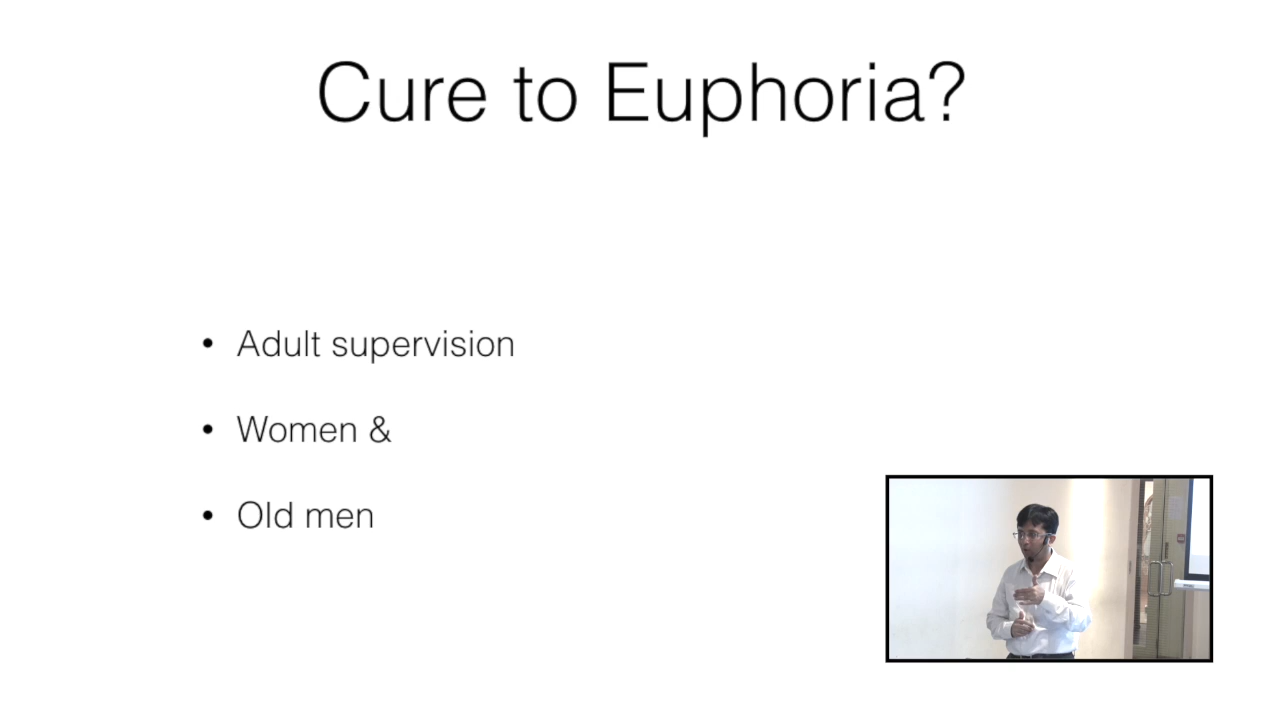 Cure to Euphoria?
• Adult supervision
• Women &
• Old men